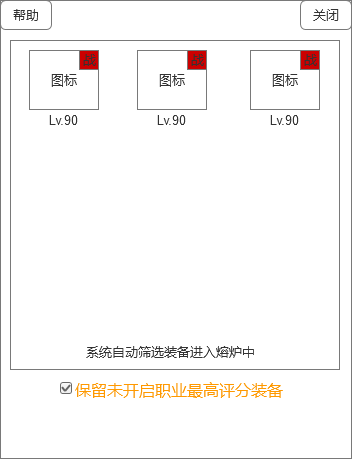 帮助 关闭
图标 图标 图标
Lv.90 Lv.90 Lv.90
系统自动筛选装备进入熔炉中
保留未开启职业最高评分装备